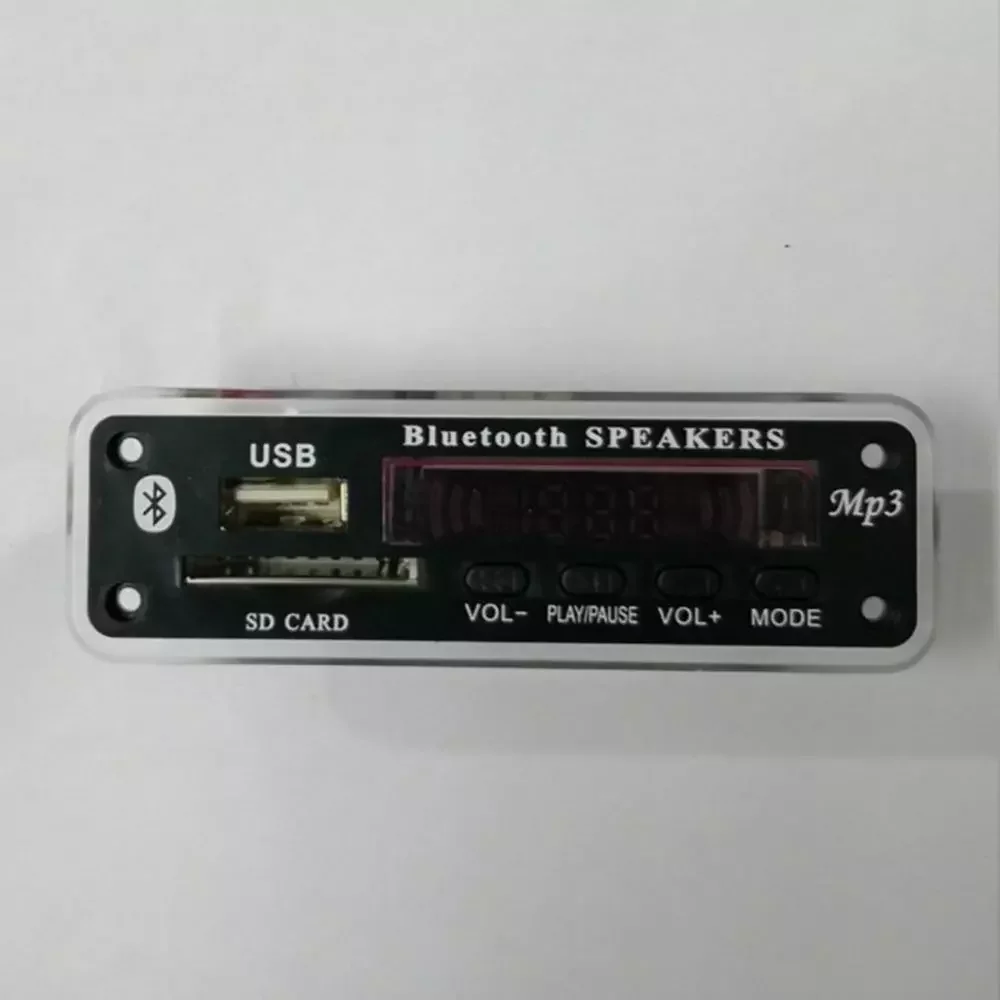 Bluetooth SPEAKERS
USB
Mp3
SD CARD
VOL-
PLAY/PAUSE
VOL+
MODE